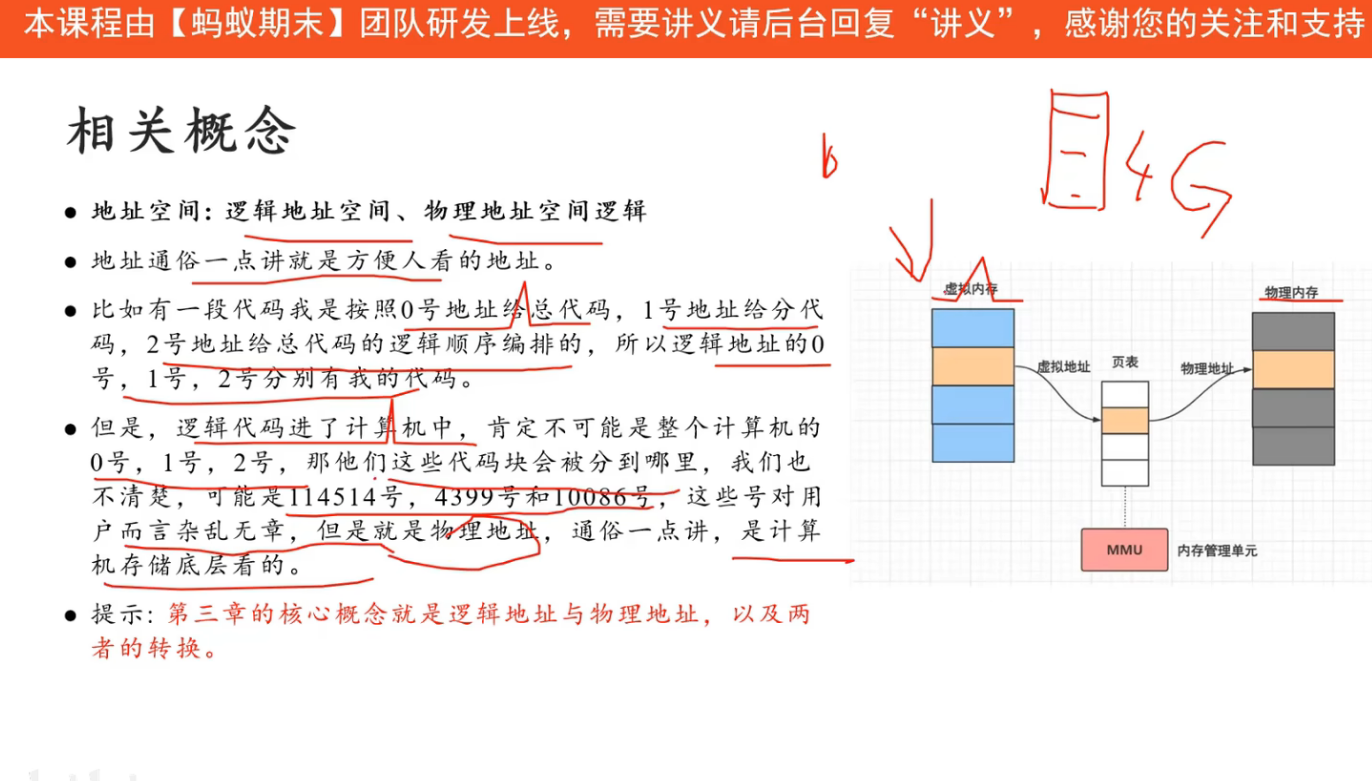 本课程由【蚂蚁期末】团队研发上线，需要讲义请后台回复“讲义”，感谢您的关注和支持
相关概念
● 地址空间：逻辑地址空间、物理地址空间逻辑
● 地址通俗一点讲就是方便人看的地址。
● 比如有一段代码我是按照0号地址给总代码，1号地址给分代
码，2号地址给总代码的逻辑顺序编排的，所以逻辑地址的0
号，1号，2号分别有我的代码。
● 但是，逻辑代码进了计算机中，肯定不可能是整个计算机的
0号，1号，2号，那他们这些代码块会被分到哪里，我们也
不清楚，可能是114514号，4399号和10086号，这些号对用
户而言杂乱无章，但是就是物理地址，通俗一点讲，是计算
机存储底层看的。
● 提示：第三章的核心概念就是逻辑地址与物理地址，以及两
者的转换。
4G
虚拟内存
物理内存
虚拟地址
页表
物理地址
MMU
内存管理单元